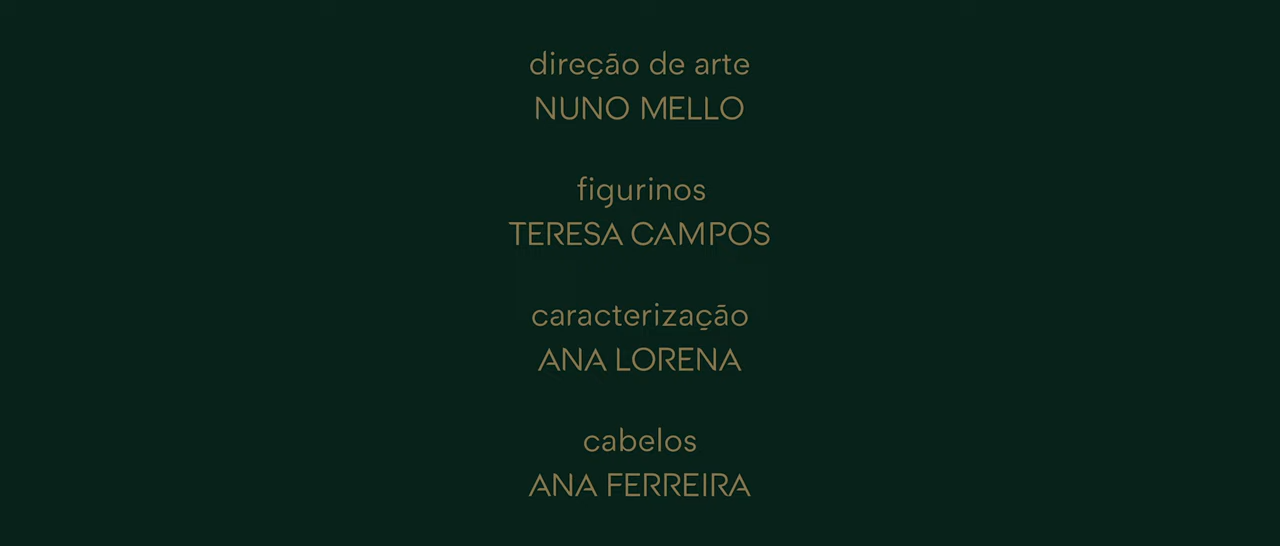 direção de arte
NUNO MELLO
figurinos
TERESA CAMPOS
caracterização
ANA LORENA
cabelos
ANA FERREIRA